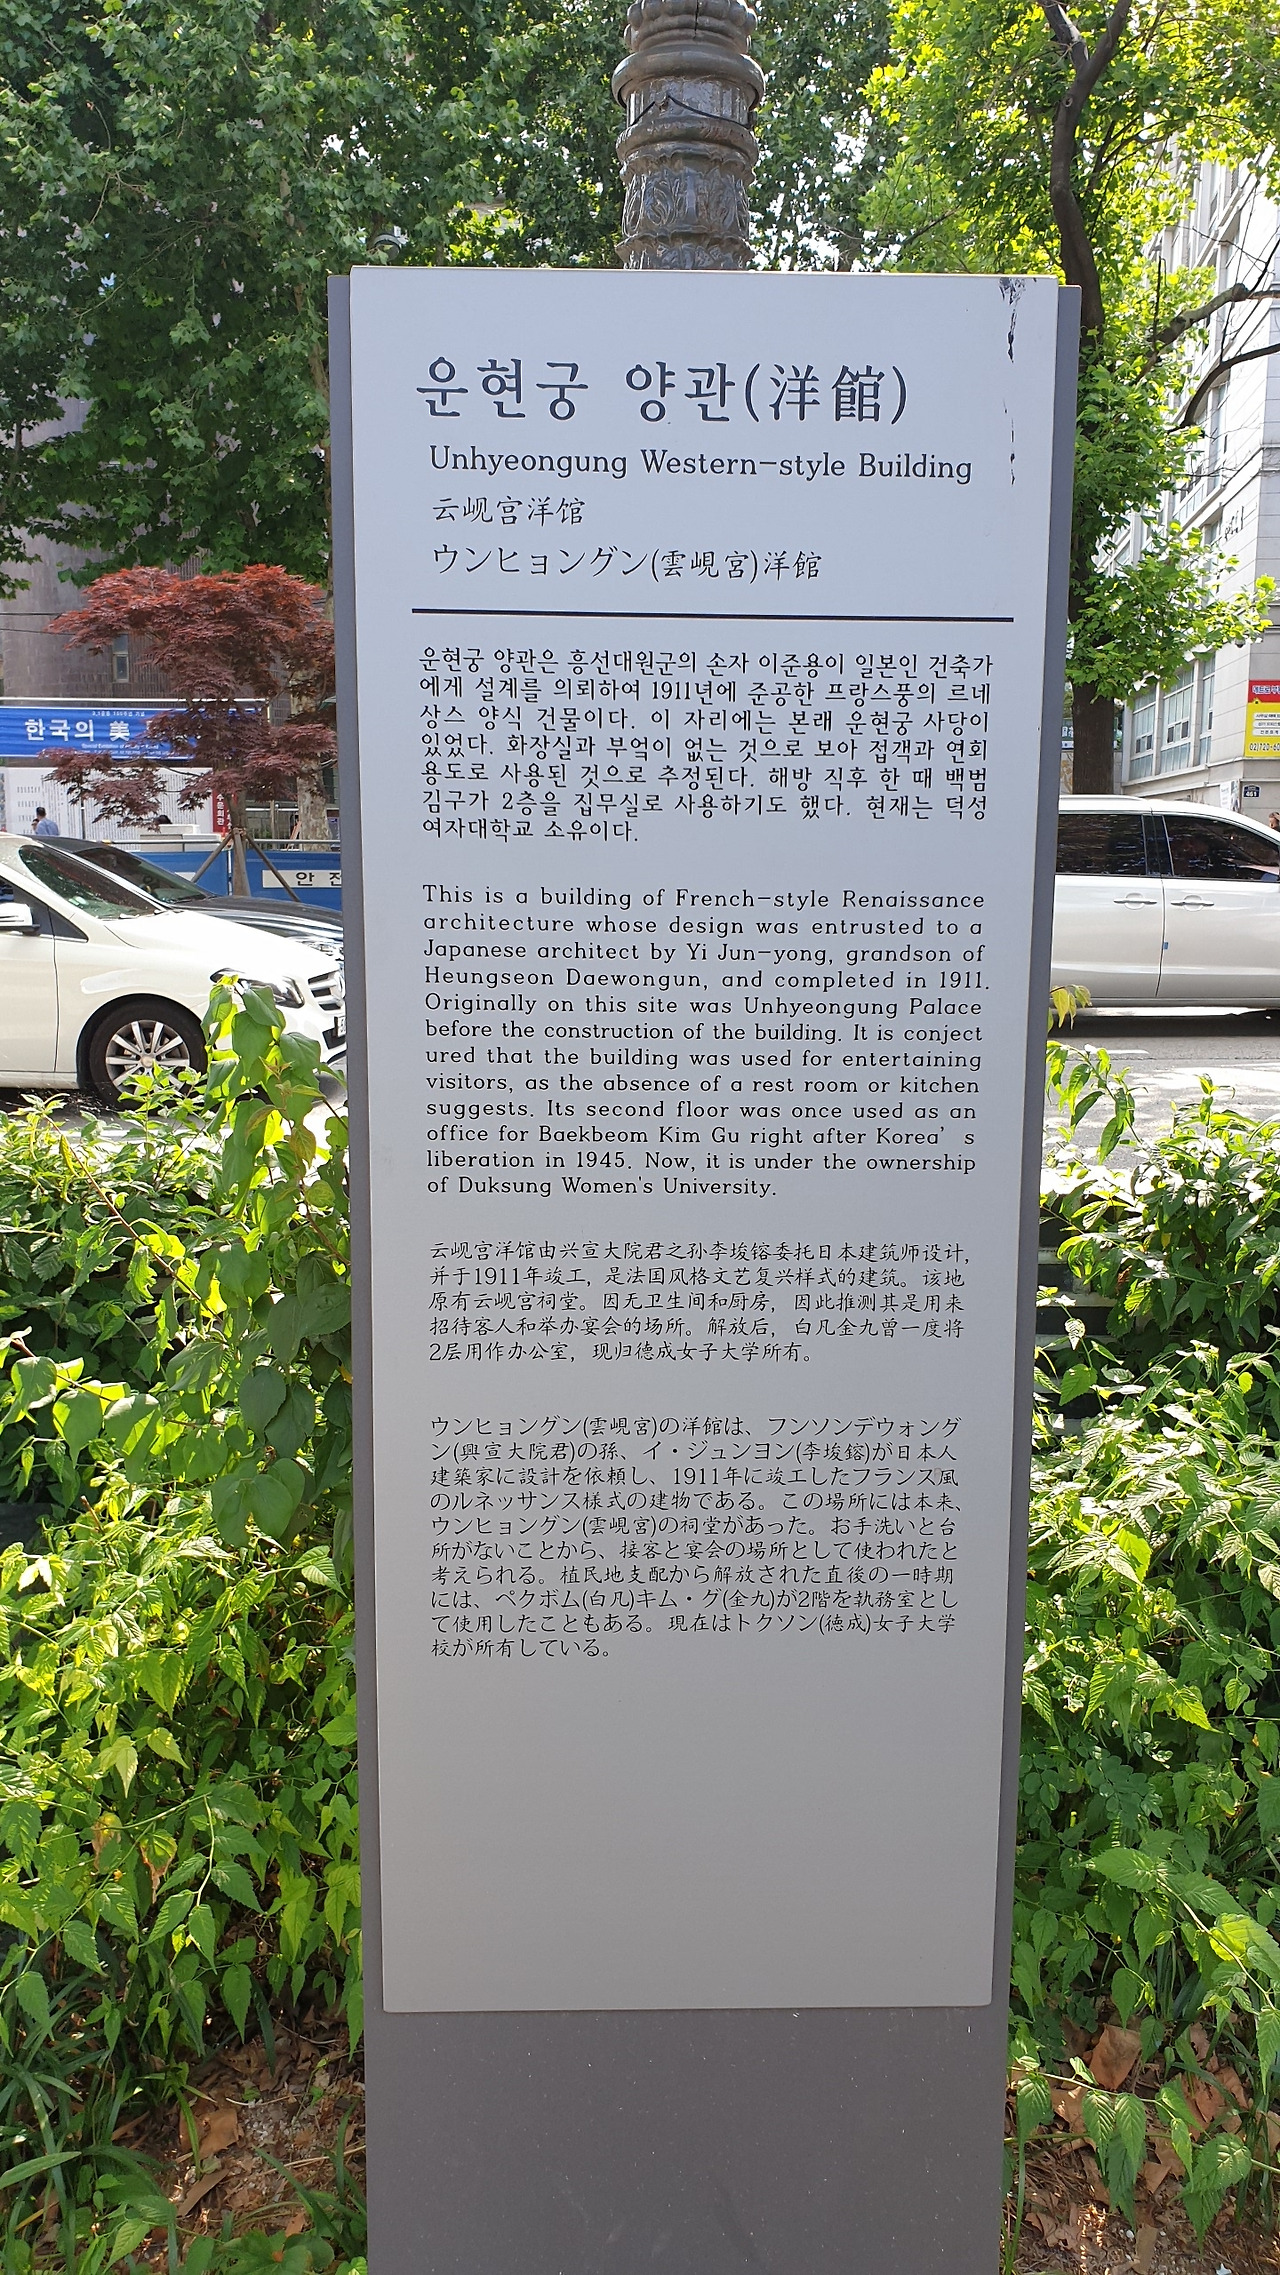 운현궁 양관(洋館)
Unhyeongung Western-style Building
云岘宫洋馆
ウンヒョングン(雲峴宮)洋館
운현궁 양관은 흥선대원군의 손자 이준용이 일본인 건축가
에게 설계를 의뢰하여 1911년에 준공한 프랑스풍의 르네
상스 양식 건물이다. 이 자리에는 본래 운현궁 사당이
있었다. 화장실과 부엌이 없는 것으로 보아 접객과 연회
용도로 사용된 것으로 추정된다. 해방 직후 한 때 백범
김구가 2층을 집무실로 사용하기도 했다. 현재는 덕성
여자대학교 소유이다.
This is a building of French-style Renaissance
architecture whose design was entrusted to a
Japanese architect by Yi Jun-yong, grandson of
Heungseon Daewongun, and completed in 1911.
Originally on this site was Unhyeongung Palace
before the construction of the building. It is conject
ured that the building was used for entertaining
visitors, as the absence of a rest room or kitchen
suggests. Its second floor was once used as an
office for Baekbeom Kim Gu right after Korea’ s
liberation in 1945. Now, it is under the ownership
of Duksung Women's University.
云岘宫洋馆由兴宣大院君之孙李埈镕委托日本建筑师设计,
并于1911年竣工, 是法国风格文艺复兴样式的建筑。该地
原有云岘宫祠堂。因无卫生间和厨房, 因此推测其是用来
招待客人和举办宴会的场所。解放后, 白凡金九曾一度将
2层用作办公室, 现归德成女子大学所有。
ウンヒョングン(雲峴宮)の洋館は、フンソンデウォング
ン(興宣大院君)の孫、イ・ジュンヨン(李埈鎔)が日本人
建築家に設計を依頼し、1911年に竣工したフランス風
のルネッサンス様式の建物である。この場所には本来、
ウンヒョングン(雲峴宮)の祠堂があった。お手洗いと台
所がないことから、接客と宴会の場所として使われたと
考えられる。植民地支配から解放された直後の一時期
には、ペクボム(白凡)キム・グ(金九)が2階を執務室とし
て使用したこともある。現在はトクソン(徳成)女子大学
校が所有している。
한국의 美
안전